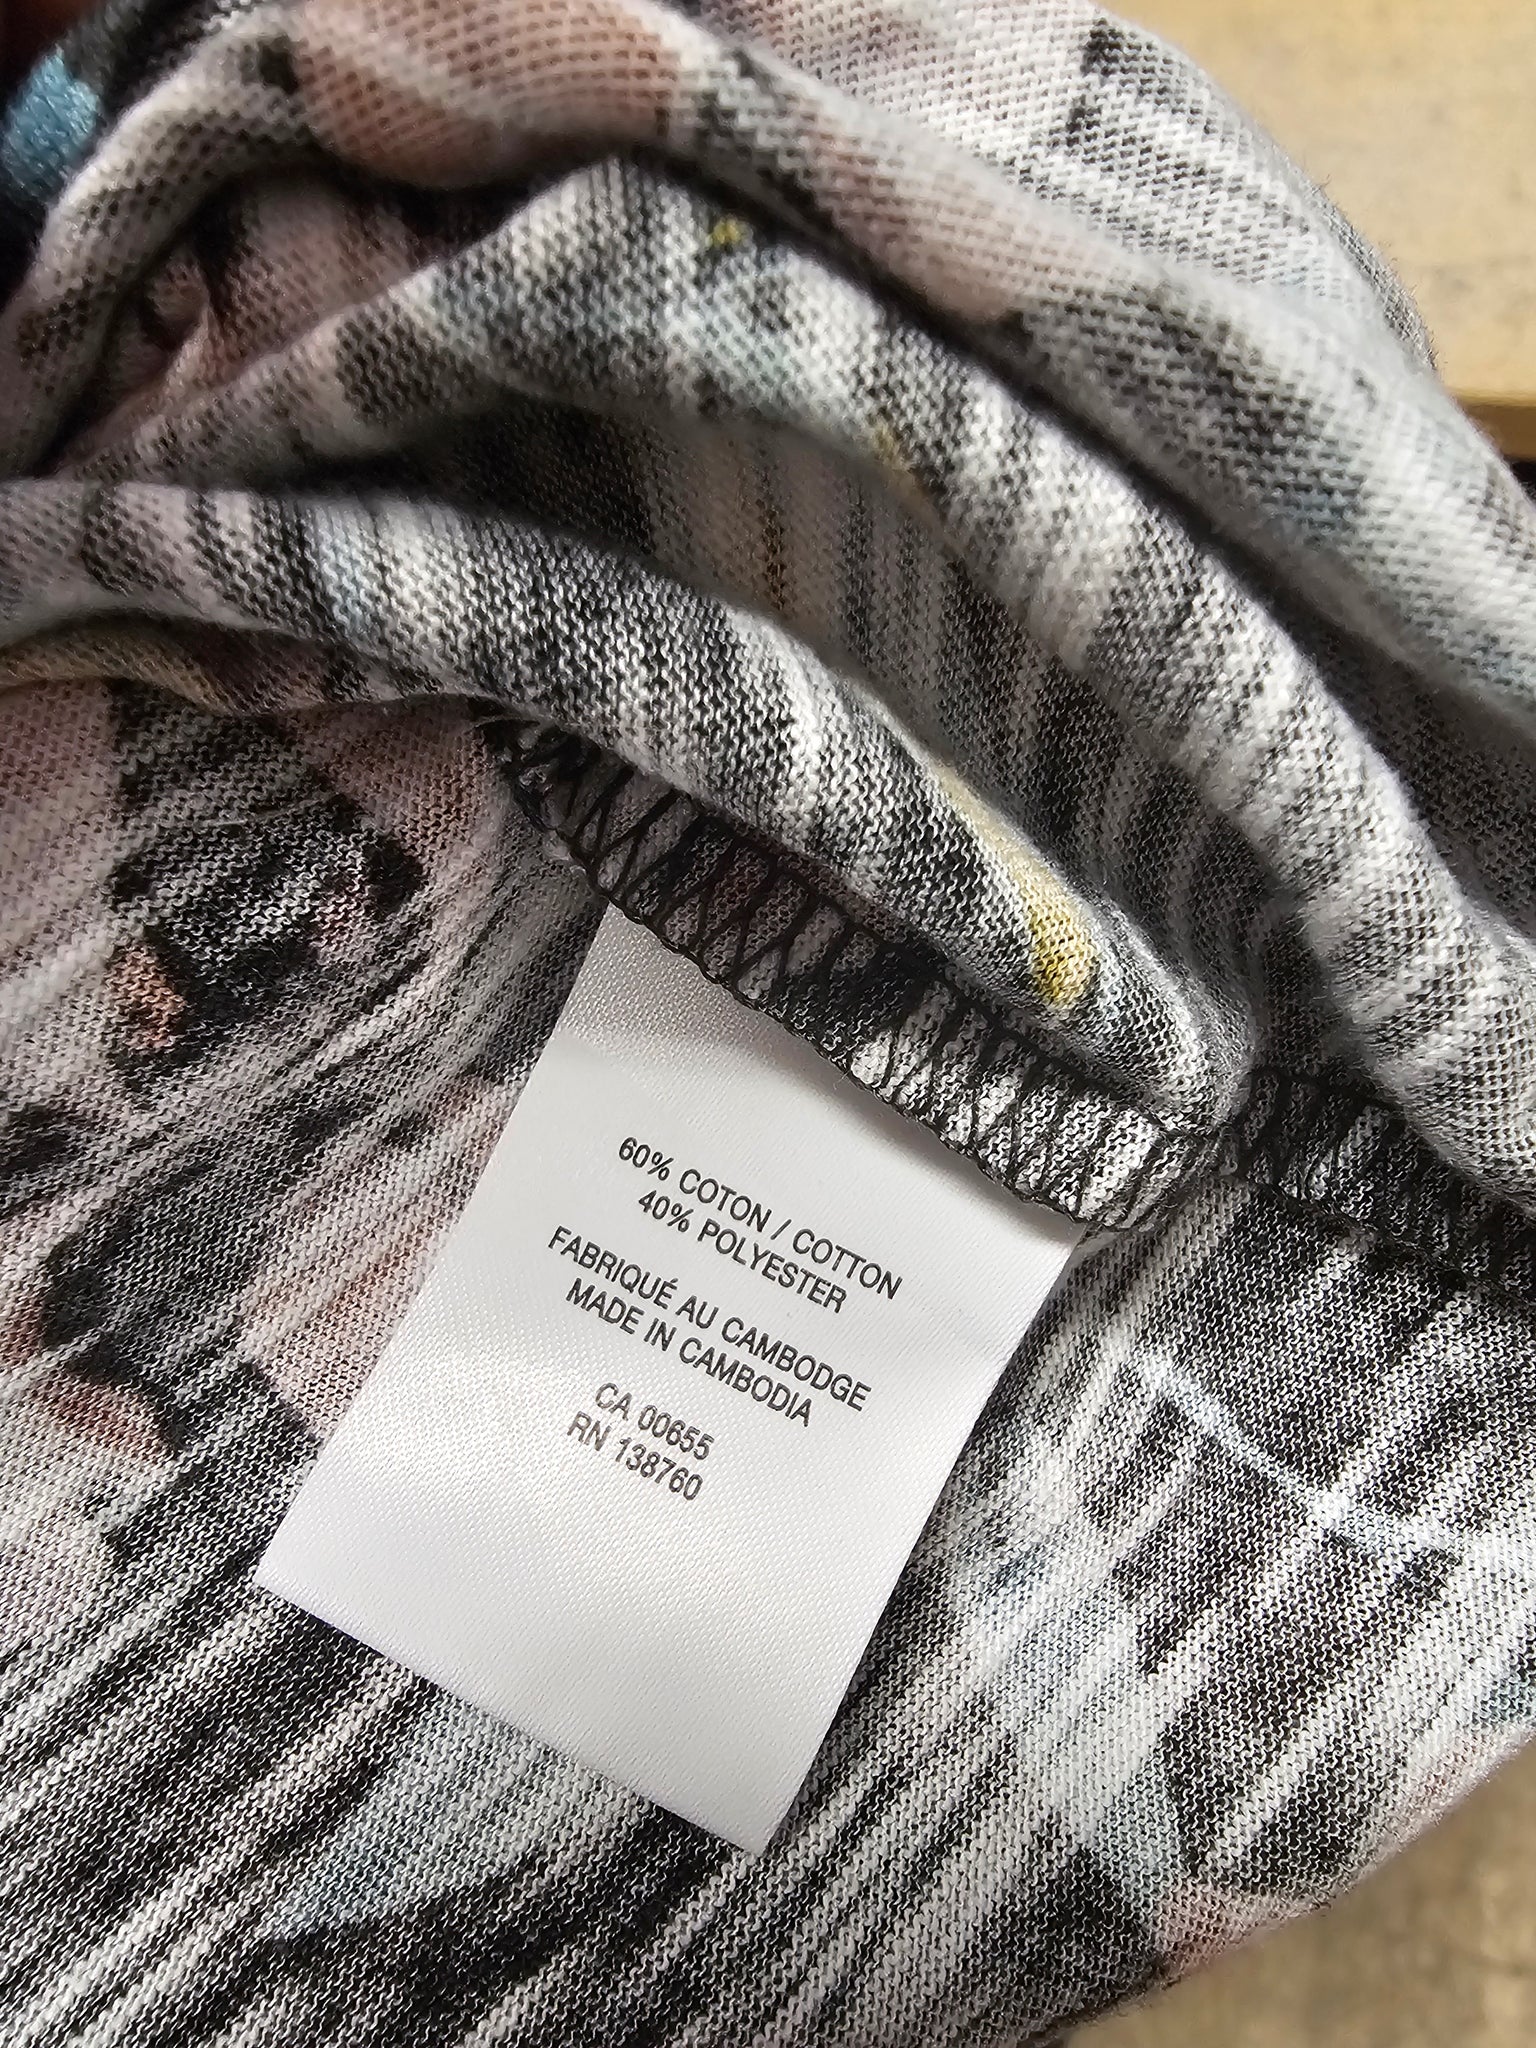 60% COTON / COTTON
40% POLYESTER
FABRIQUÉ AU CAMBODGE
MADE IN CAMBODIA
CA 00655
RN 138760